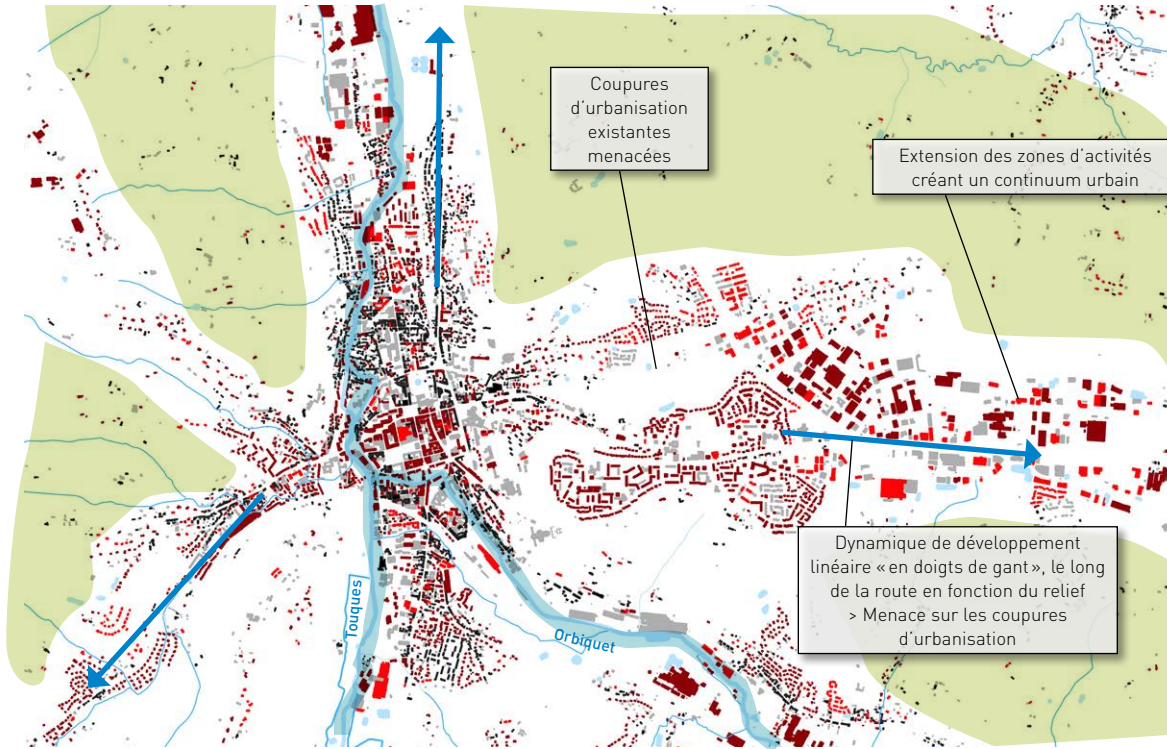 Coupures
d'urbanisation
existantes
menacées
Extension des zones d'activités
créant un continuum urbain
Dynamique de développement
linéaire «en doigts de gant», le long
de la route en fonction du relief
> Menace sur les coupures
d'urbanisation
Touques
Orbiquet